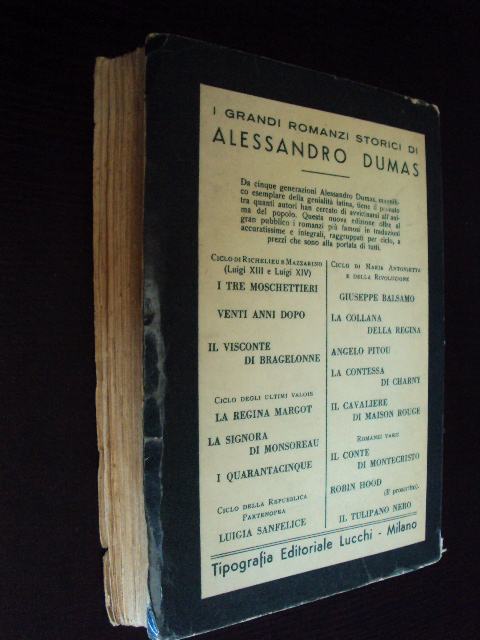 I GRANDI ROMANZI STORICI DI
ALESSANDRO DUMAS
Da cinque generazioni Alessandro Dumas, magnifi-
co esemplare della genialità latina, tiene il primato
tra quanti autori han cercato di avvicinarsi all'ani-
ma del popolo. Questa nuova edizione offre al
gran pubblico i romanzi più famosi in traduzioni
accuratissime e integrali, raggruppati per ciclo, a
prezzi che sono alla portata di tutti.
CICLO DI RICHELIEU E MAZZARINO
(Luigi XIII e Luigi XIV)
I TRE MOSCHETTIERI
VENTI ANNI DOPO
IL VISCONTE
DI BRAGELONNE
CICLO DEGLI ULTIMI VALOIS
LA REGINA MARGOT
LA SIGNORA
DI MONSOREAU
I QUARANTACINQUE
CICLO DELLA REPUBBLICA
PARTENOPEA
LUIGIA SANFELICE
CICLO DI MARIA ANTONIETTA
E DELLA RIVOLUZIONE
GIUSEPPE BALSAMO
LA COLLANA
DELLA REGINA
ANGELO PITOU
LA CONTESSA
DI CHARNY
IL CAVALIERE
DI MAISON ROUGE
ROMANZI VARII
IL CONTE
DI MONTECRISTO
ROBIN HOOD
(Il proscritto).
IL TULIPANO NERO
Tipografia Editoriale Lucchi - Milano